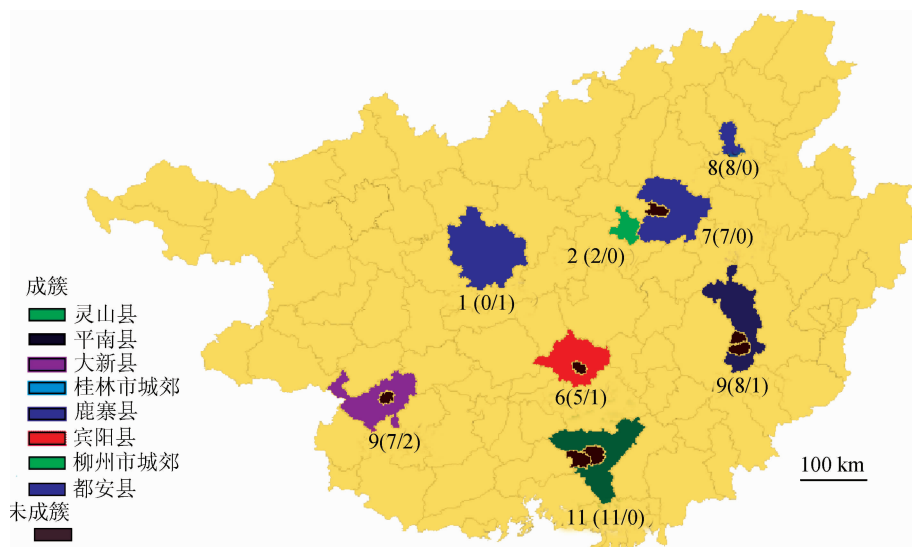 8(8/0)
7(7/0)
2 (2/0)
1 (0/1)
成簇
灵山县
平南县
大新县
桂林市城郊
鹿寨县
宾阳县
柳州市城郊
都安县
未成簇
6(5/1)
9(8/1)
9(7/2)
11 (11/0)
100 km